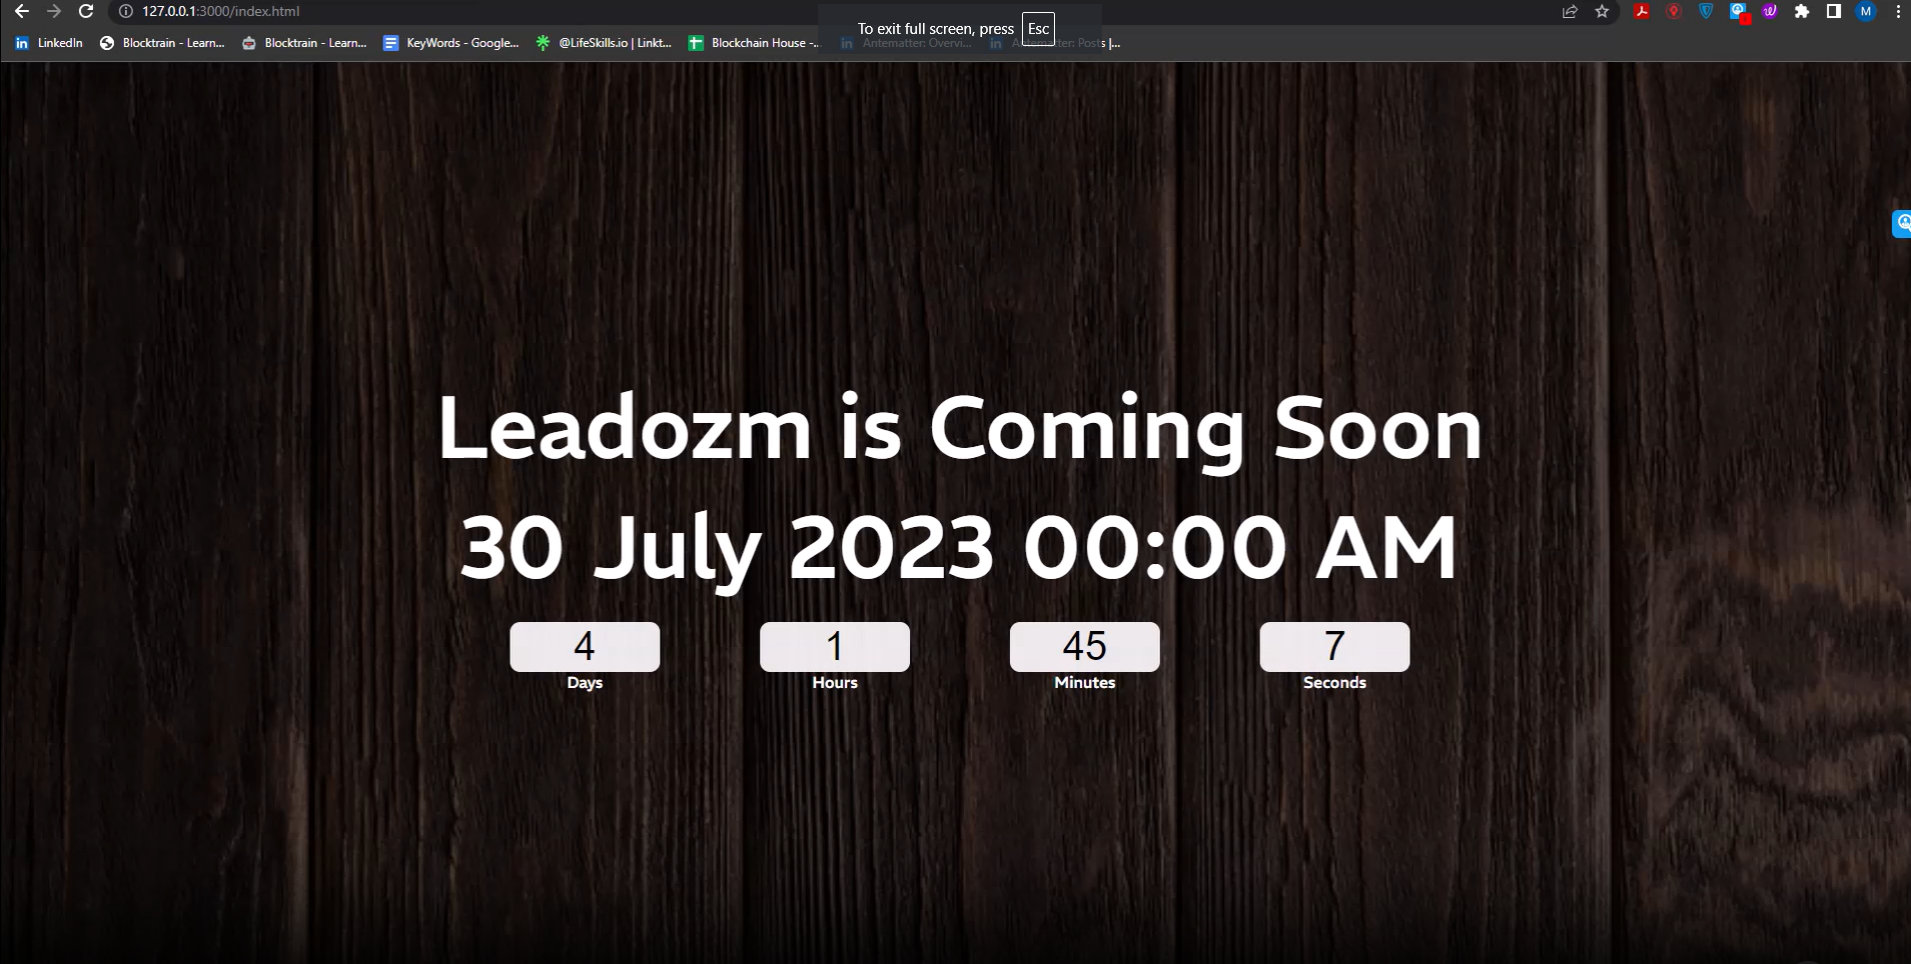 127.0.0.1:3000/index.html
To exit full screen, press Esc
LinkedIn Blocktrain - Learn... Blocktrain - Learn... KeyWords - Google... @LifeSkills.io | Linkt... Blockchain House -... Antematter: Overvi... Antematter: Posts |...
M
Leadozm is Coming Soon
30 July 2023 00:00 AM
4 1 45 7
Days Hours Minutes Seconds